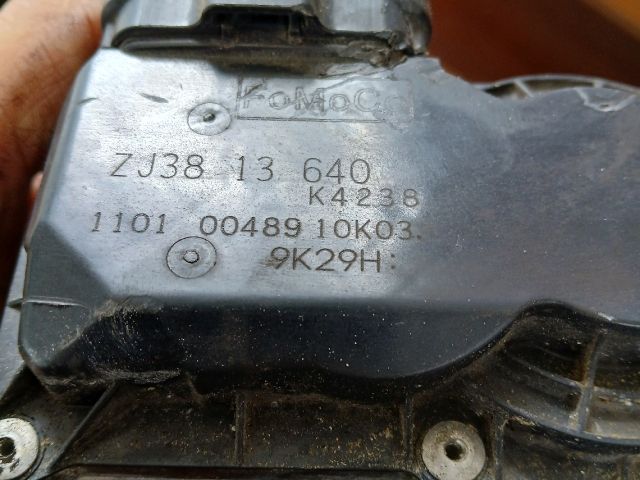 FoMoCo
ZJ38 13 640
K4238
1101 00489 10K03.
9K29H: